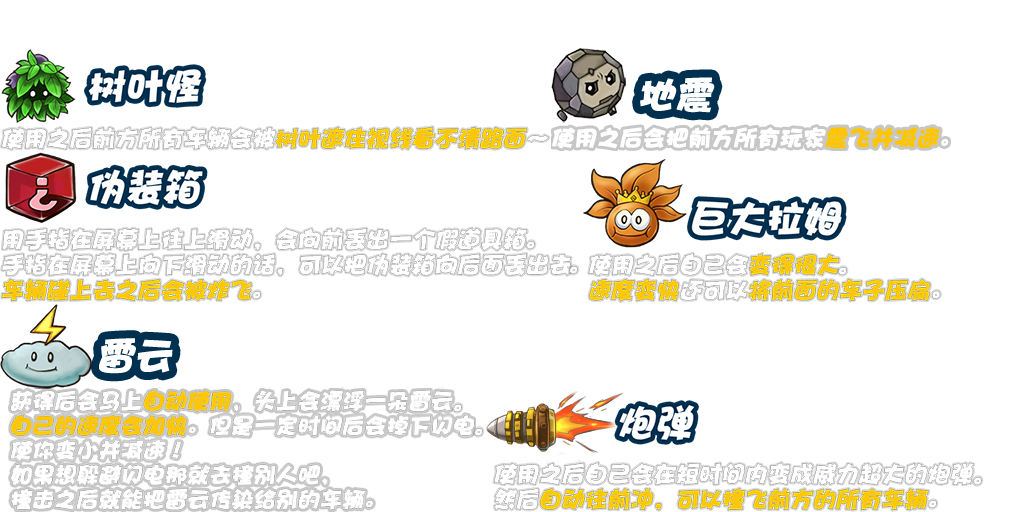 树叶怪
使用之后前方所有车辆会被树叶遮住视线看不清路面~
地震
使用之后会把前方所有玩家震飞并减速。
伪装箱
用手指在屏幕上往上滑动，会向前丢出一个假道具箱。
手指在屏幕上向下滑动的话，可以把伪装箱向后面丢出去。
车辆碰上去之后会被炸飞。
巨大拉姆
使用之后自己会变得很大。
速度变快还可以将前面的车子压扁。
雷云
获得后会马上自动使用，头上会漂浮一朵雷云。
自己的速度会加快。但是一定时间后会掉下闪电。
使你变小并减速！
如果想躲避闪电那就去撞别人吧，
撞击之后就能把雷云传染给别的车辆。
炮弹
使用之后自己会在短时间内变成威力超大的炮弹。
然后自动往前冲，可以撞飞前方的所有车辆。